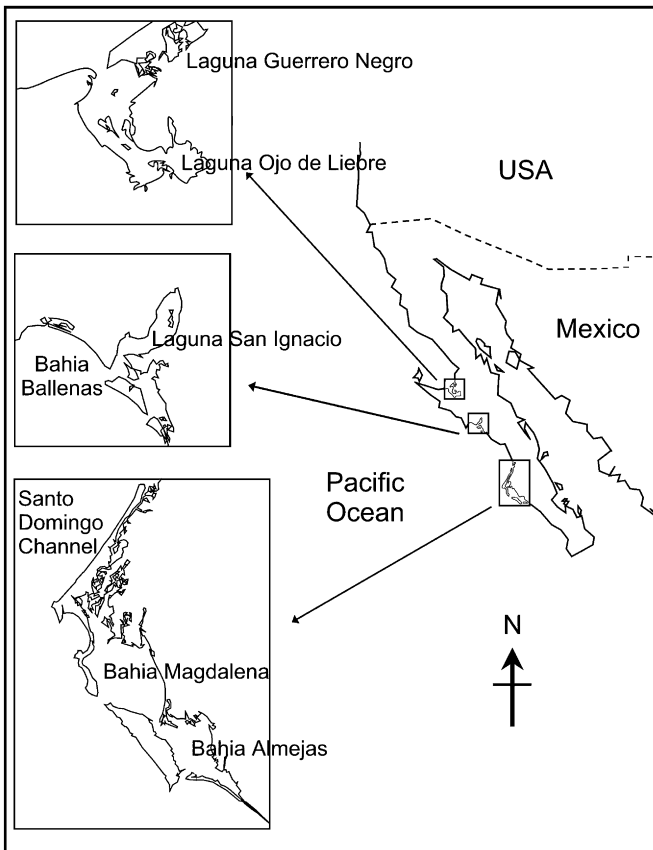 Laguna Guerrero Negro
Laguna Ojo de Liebre
USA
Laguna San Ignacio
Bahia
Ballenas
Mexico
Pacific
Ocean
Santo
Domingo
Channel
N
Bahia Magdalena
Bahia Almejas